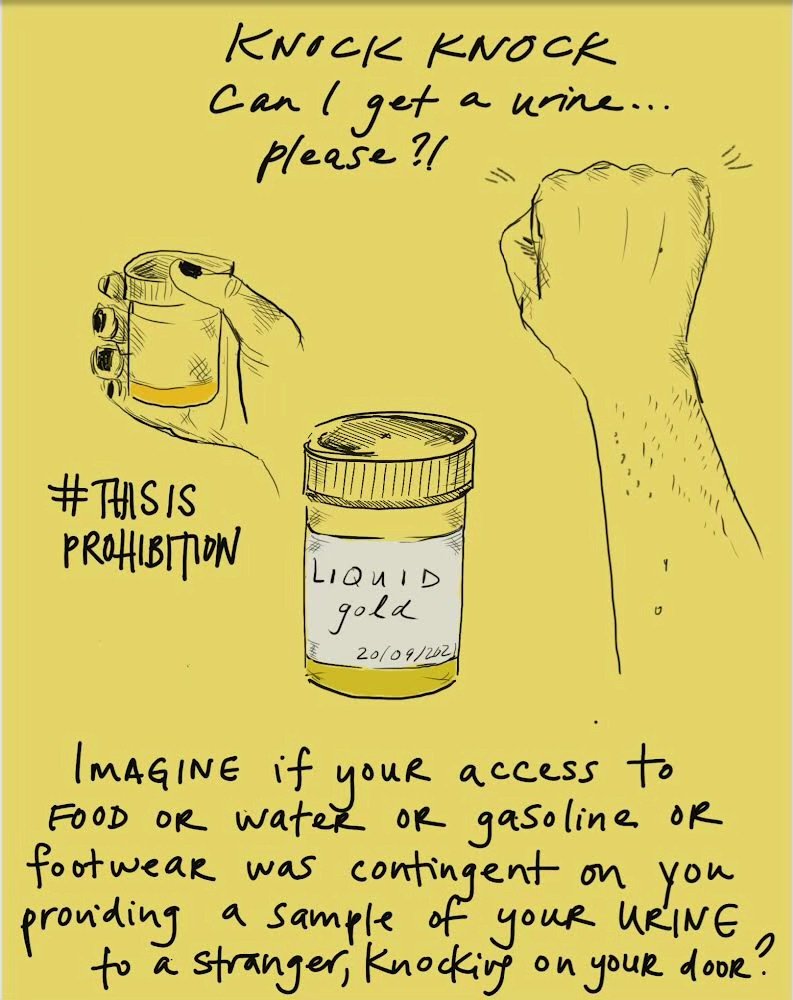 KNOCK KNOCK
Can I get a urine...
please?!
#THIS IS
PROHIBITION
LIQUID
gold
20/09/2021
IMAGINE if your access to
FOOD OR water OR gasoline OR
footwear was contingent on you
providing a sample of your URINE
to a stranger, knocking on your door?